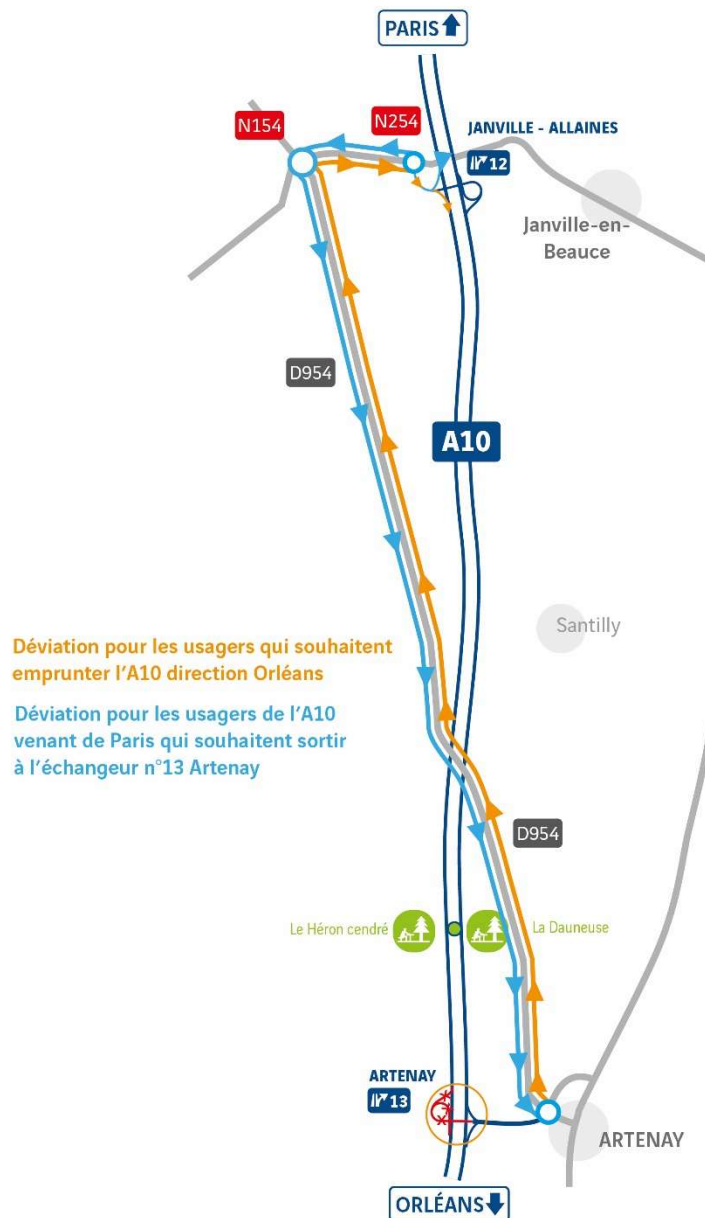 PARIS
N154
N254
JANVILLE - ALLAINES
12
Janville-en-
Beauce
D954
A10
Santilly
Déviation pour les usagers qui souhaitent
emprunter l'A10 direction Orléans
Déviation pour les usagers de l'A10
venant de Paris qui souhaitent sortir
à l'échangeur n°13 Artenay
D954
Le Héron cendré
La Dauneuse
ARTENAY
13
ARTENAY
ORLÉANS